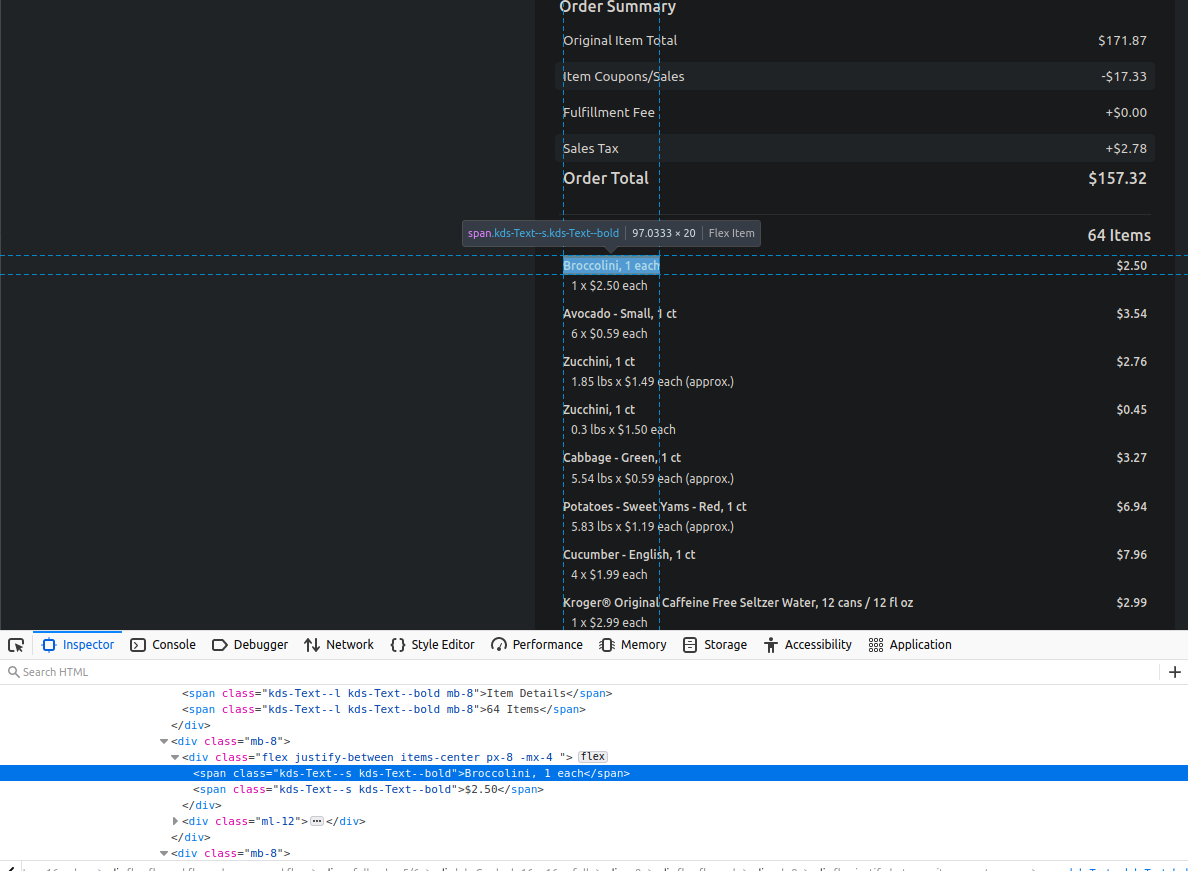 Order Summary
Original Item Total $171.87
Item Coupons/Sales -$17.33
Fulfillment Fee +$0.00
Sales Tax +$2.78
Order Total $157.32
span.kds-Text--s.kds-Text--bold 97.0333 × 20 Flex Item
64 Items
Broccolini, 1 each $2.50
1 x $2.50 each
Avocado - Small, 1 ct $3.54
6 x $0.59 each
Zucchini, 1 ct $2.76
1.85 lbs x $1.49 each (approx.)
Zucchini, 1 ct $0.45
0.3 lbs x $1.50 each
Cabbage - Green, 1 ct $3.27
5.54 lbs x $0.59 each (approx.)
Potatoes - Sweet Yams - Red, 1 ct $6.94
5.83 lbs x $1.19 each (approx.)
Cucumber - English, 1 ct $7.96
4 x $1.99 each
Kroger® Original Caffeine Free Seltzer Water, 12 cans / 12 fl oz $2.99
1 x $2.99 each
Inspector Console Debugger Network Style Editor Performance Memory Storage Accessibility Application
Search HTML
<span class="kds-Text--l kds-Text--bold mb-8">Item Details</span>
<span class="kds-Text--l kds-Text--bold mb-8">64 Items</span>
</div>
<div class="mb-8">
<div class="flex justify-between items-center px-8 -mx-4 "> flex
<span class="kds-Text--s kds-Text--bold">Broccolini, 1 each</span>
<span class="kds-Text--s kds-Text--bold">$2.50</span>
</div>
<div class="ml-12">⋯</div>
</div>
<div class="mb-8">